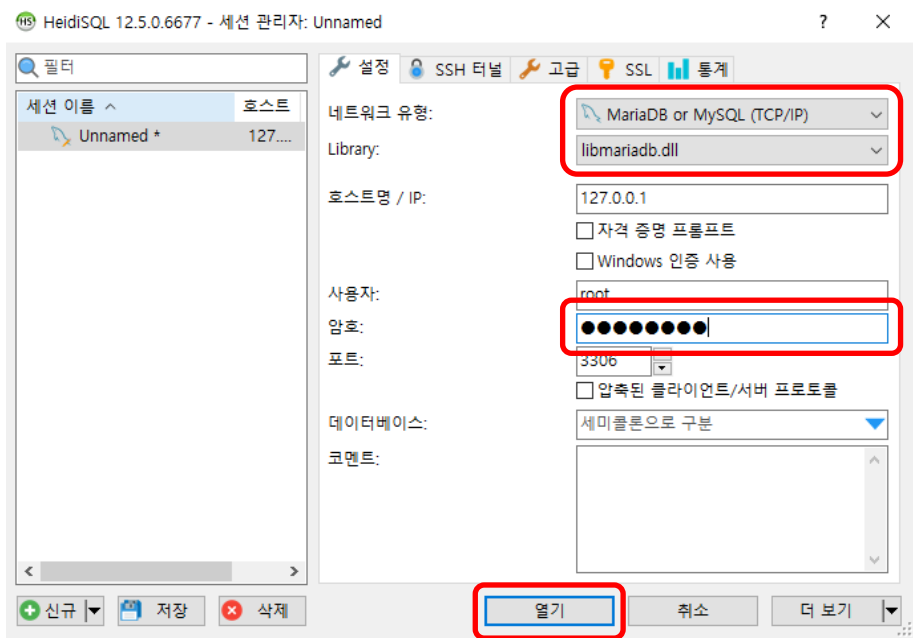 HeidiSQL 12.5.0.6677 - 세션 관리자: Unnamed
필터
세션 이름 호스트
Unnamed * 127....
설정 SSH 터널 고급 SSL 통계
네트워크 유형: MariaDB or MySQL (TCP/IP)
Library: libmariadb.dll
호스트명 / IP: 127.0.0.1
자격 증명 프롬프트
Windows 인증 사용
사용자: root
암호: ●●●●●●●●
포트: 3306
압축된 클라이언트/서버 프로토콜
데이터베이스: 세미콜론으로 구분
코멘트:
신규 저장 삭제 열기 취소 더 보기